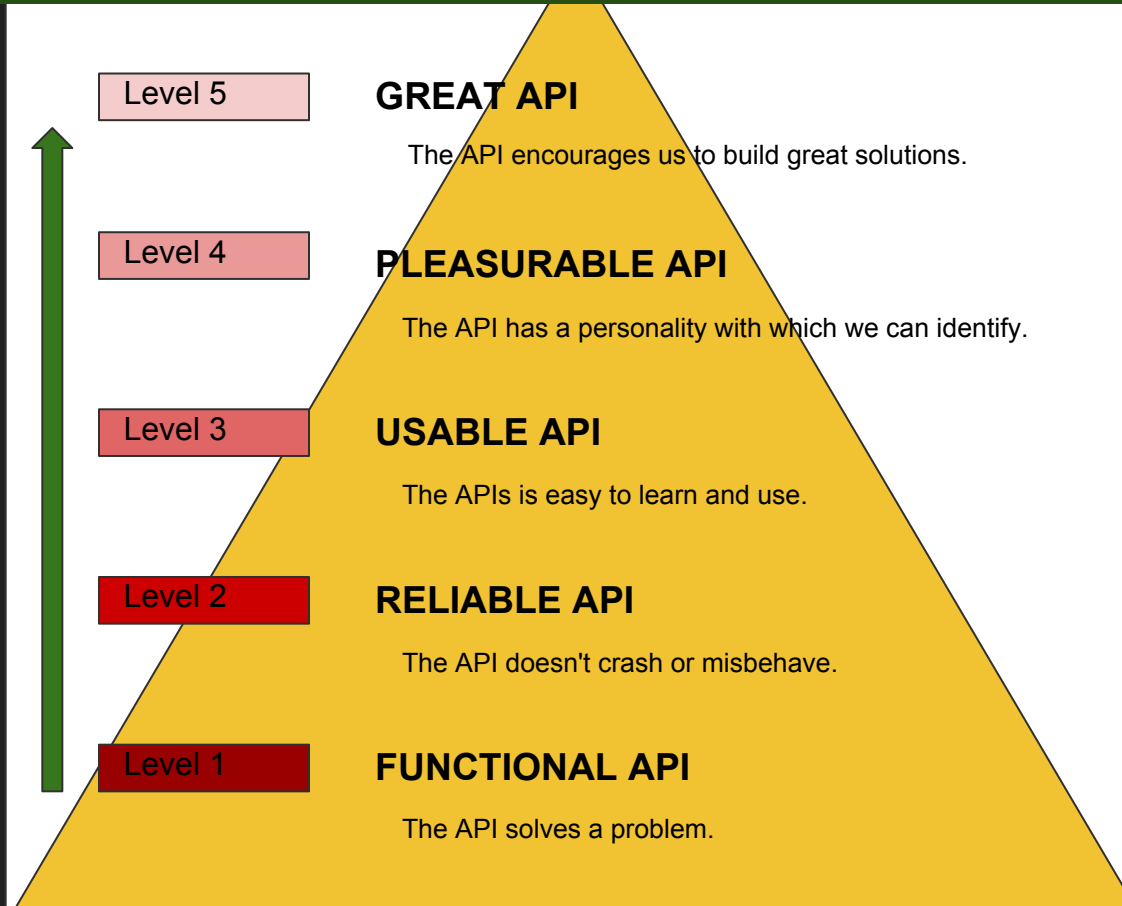 Level 5
GREAT API
The API encourages us to build great solutions.
Level 4
PLEASURABLE API
The API has a personality with which we can identify.
Level 3
USABLE API
The APIs is easy to learn and use.
Level 2
RELIABLE API
The API doesn't crash or misbehave.
Level 1
FUNCTIONAL API
The API solves a problem.